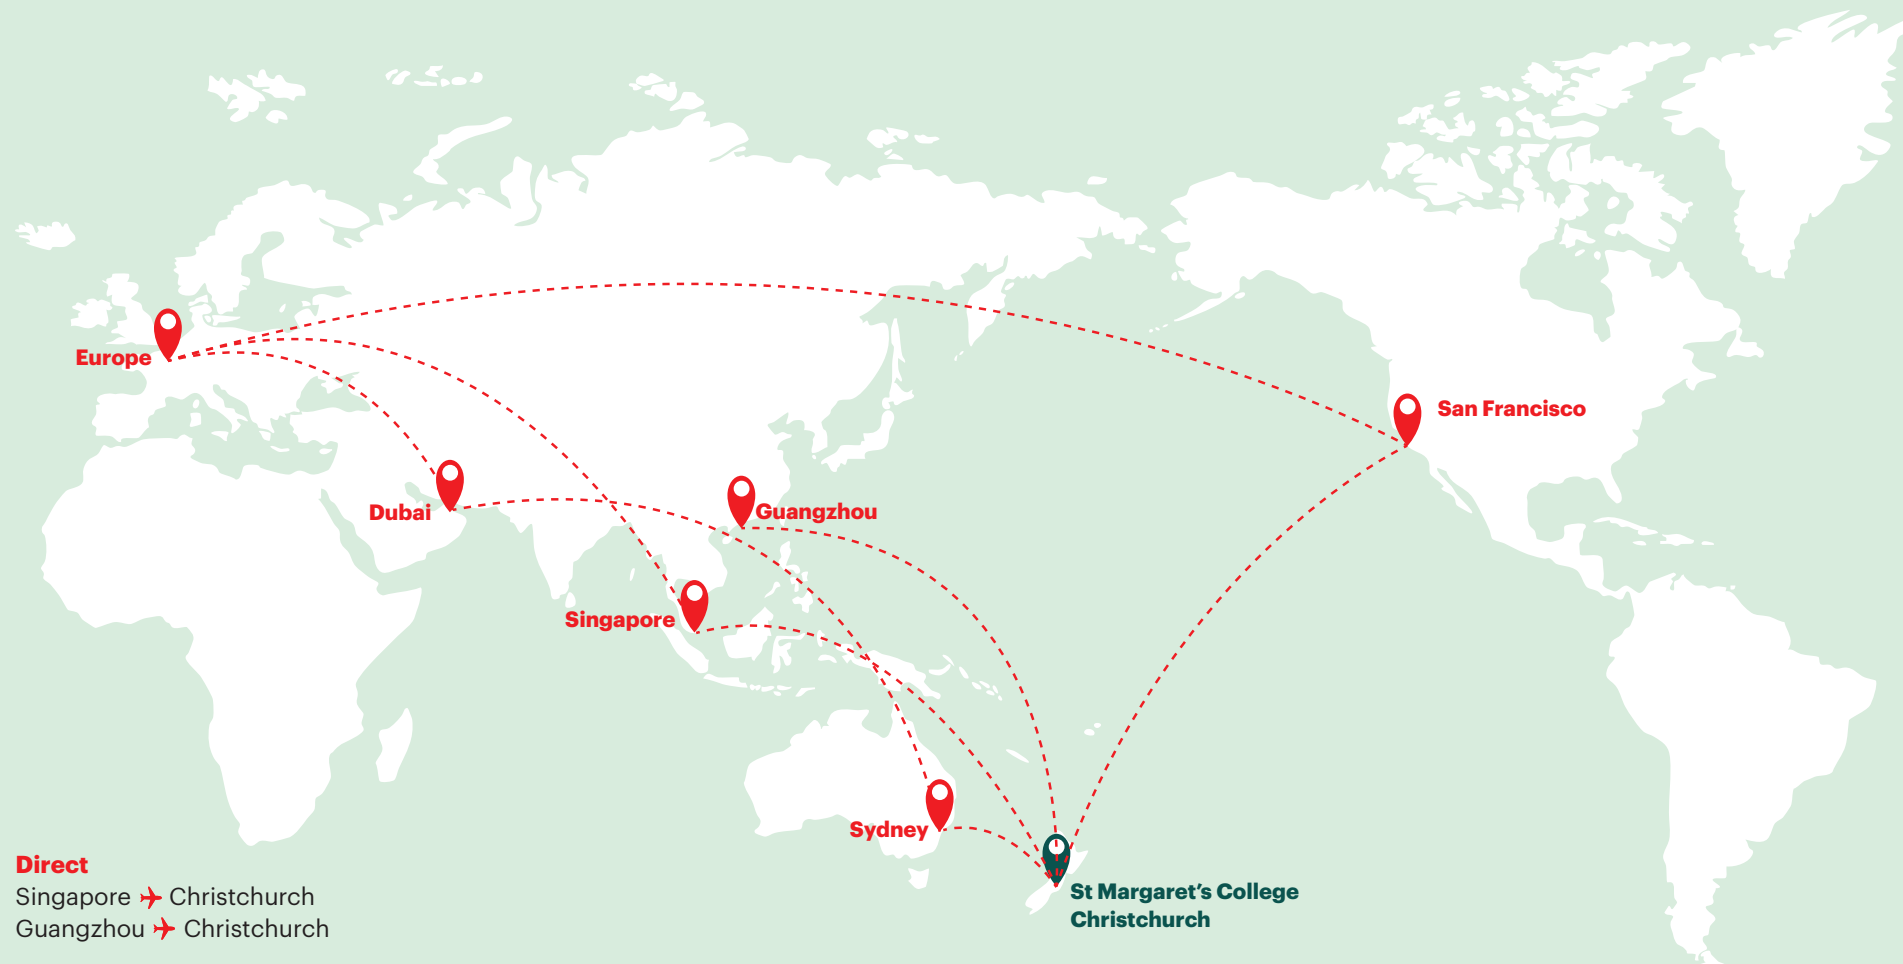 Europe
San Francisco
Dubai
Guangzhou
Singapore
Sydney
St Margaret's College
Christchurch
Direct
Singapore Christchurch
Guangzhou Christchurch